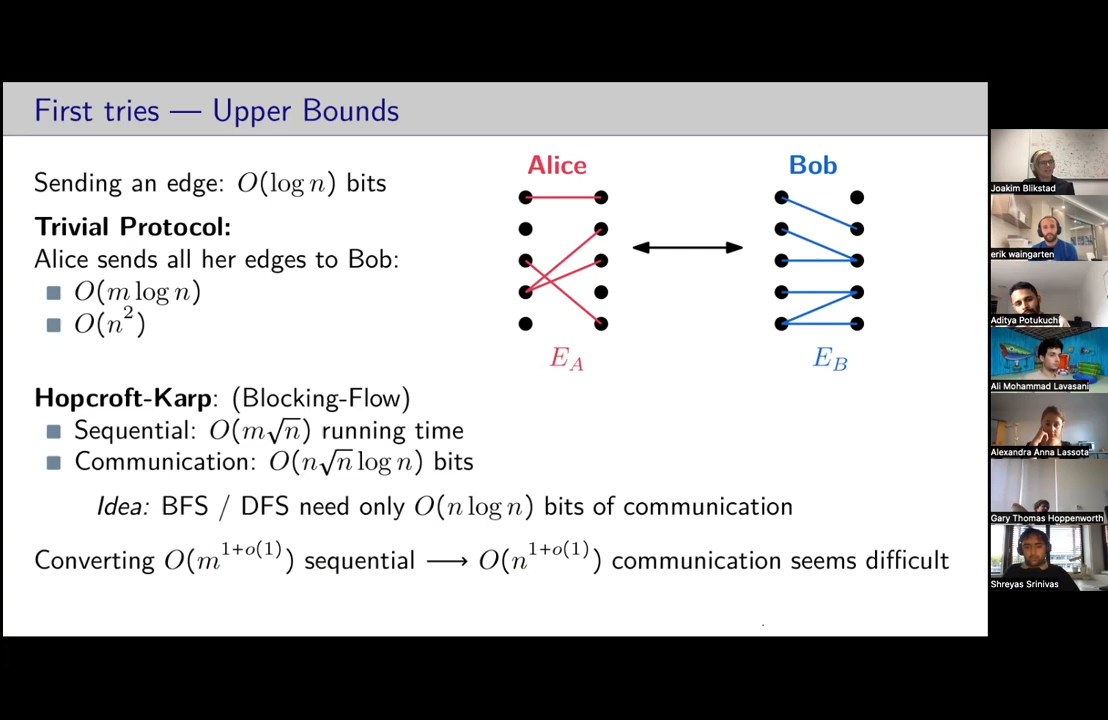 First tries — Upper Bounds
Sending an edge: O(log n) bits
Trivial Protocol:
Alice sends all her edges to Bob:
O(m log n)
O(n²)
Alice
Bob
E_A
E_B
Hopcroft-Karp: (Blocking-Flow)
Sequential: O(m√n) running time
Communication: O(n√n log n) bits
Idea: BFS / DFS need only O(n log n) bits of communication
Converting O(m^{1+o(1)}) sequential ⟶ O(n^{1+o(1)}) communication seems difficult
Joakim Blikstad
erik waingarten
Aditya Potukuchi
Ali Mohammad Lavasani
Alexandra Anna Lassota
Gary Thomas Hoppenworth
Shreyas Srinivas